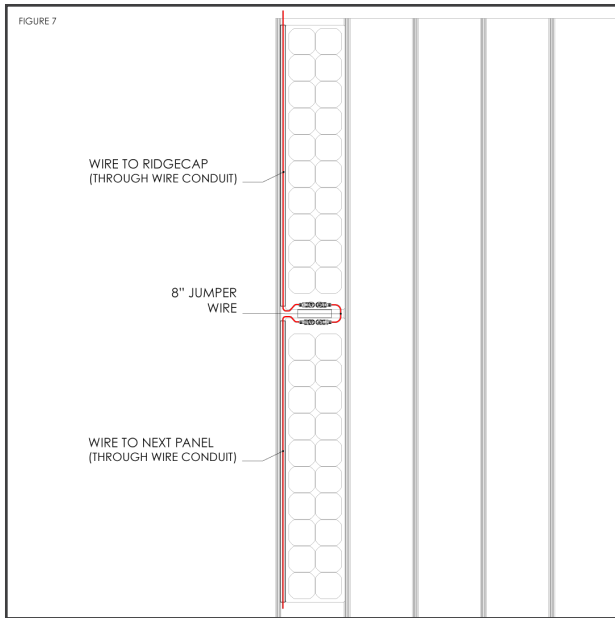 FIGURE 7
WIRE TO RIDGECAP
(THROUGH WIRE CONDUIT)
8" JUMPER
WIRE
WIRE TO NEXT PANEL
(THROUGH WIRE CONDUIT)